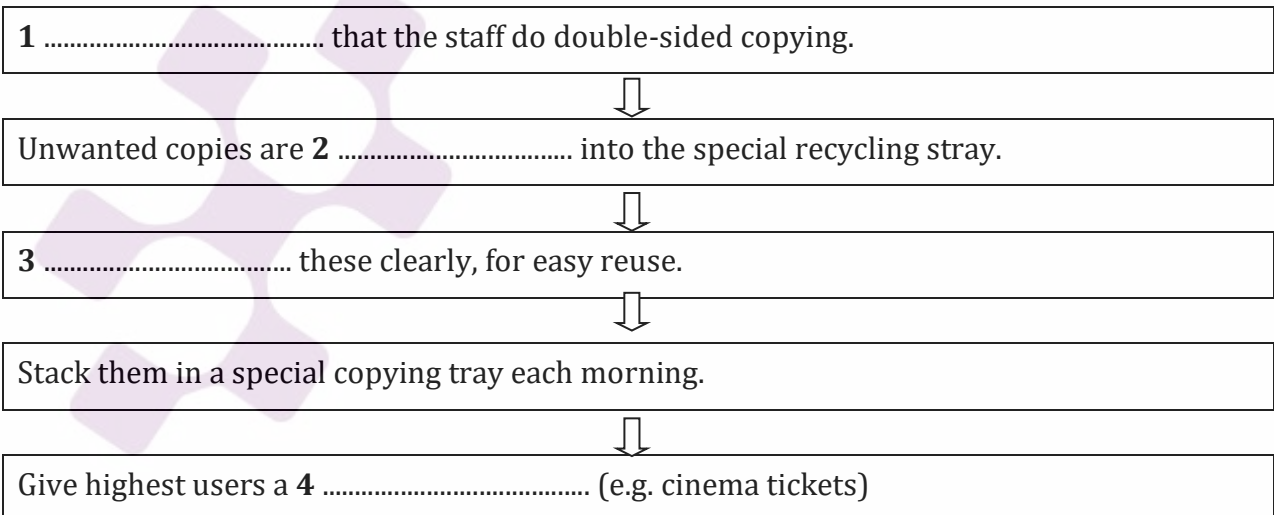 1 ............................................ that the staff do double-sided copying.
Unwanted copies are 2 ..................................... into the special recycling stray.
3 ....................................... these clearly, for easy reuse.
Stack them in a special copying tray each morning.
Give highest users a 4 .......................................... (e.g. cinema tickets)